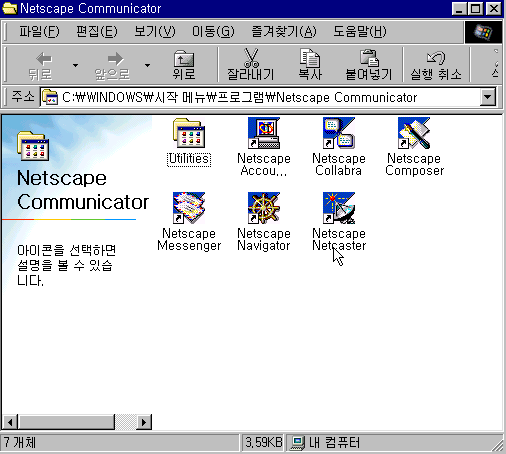 Netscape Communicator
파일(F) 편집(E) 보기(V) 이동(G) 즐겨찾기(A) 도움말(H)
뒤로 앞으로 위로 잘라내기 복사 붙여넣기 실행 취소
주소 C:₩WINDOWS₩시작 메뉴₩프로그램₩Netscape Communicator
Netscape
Communicator
아이콘을 선택하면
설명을 볼 수 있습
니다.
Utilities
Netscape
Accou...
Netscape
Collabra
Netscape
Composer
Netscape
Messenger
Netscape
Navigator
Netscape
Netcaster
7 개체 3.59KB 내 컴퓨터